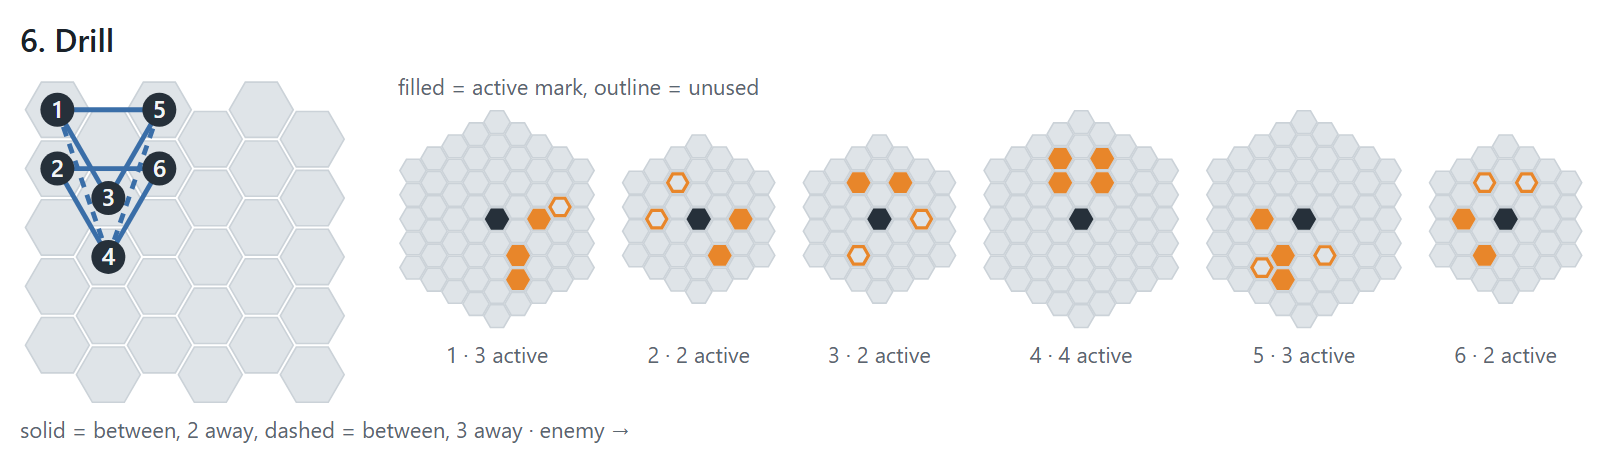 6. Drill
filled = active mark, outline = unused
1 5
2 6
3
4
1 · 3 active 2 · 2 active 3 · 2 active 4 · 4 active 5 · 3 active 6 · 2 active
solid = between, 2 away, dashed = between, 3 away · enemy →